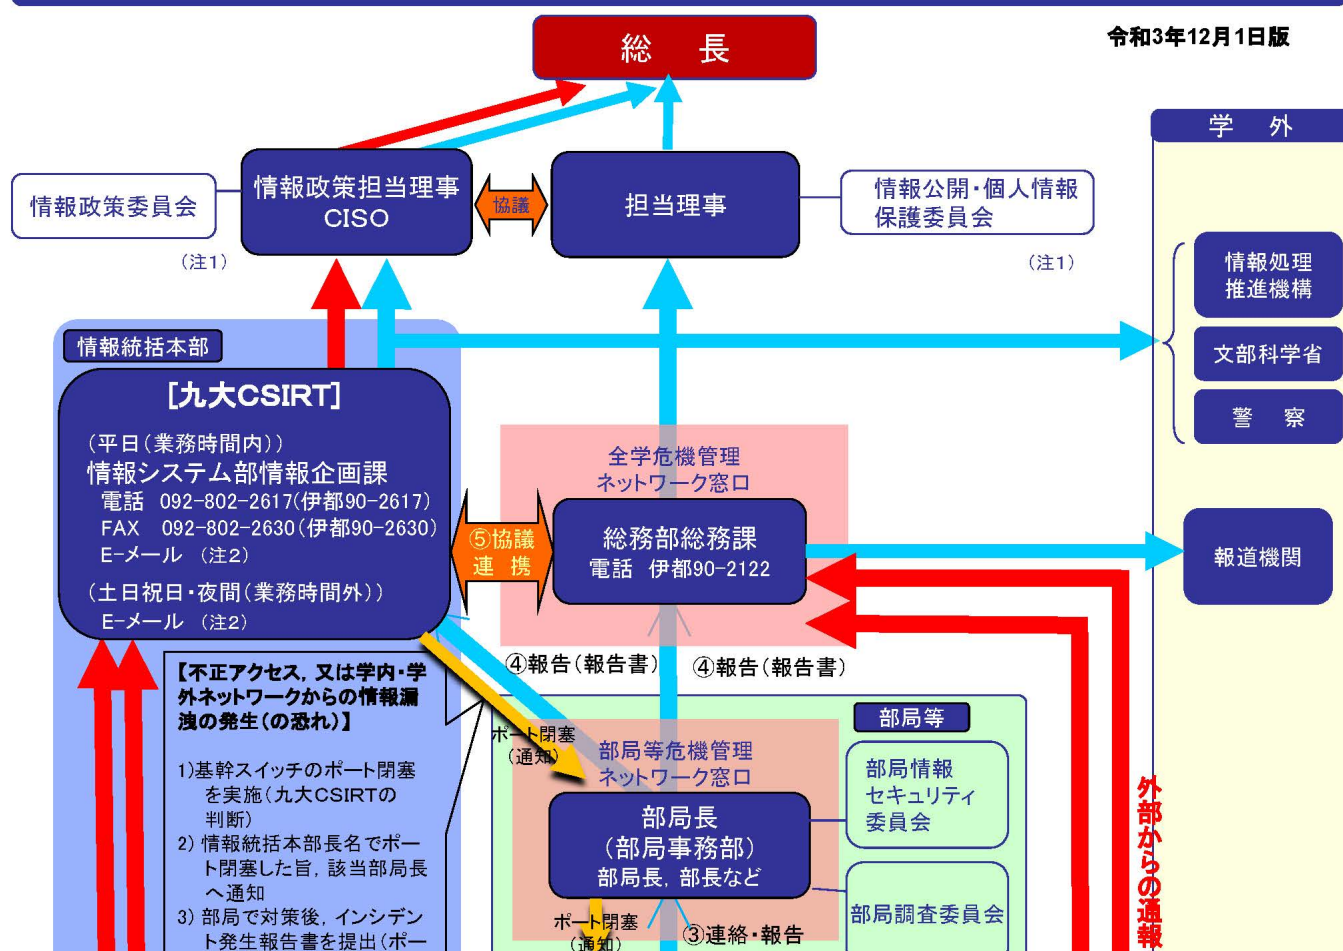 令和3年12月1日版
総　長
学　外
情報政策委員会
(注1)
情報政策担当理事
CISO
協議
担当理事
情報公開・個人情報
保護委員会
(注1)
情報処理
推進機構
文部科学省
警　察
報道機関
情報統括本部
[九大CSIRT]
(平日(業務時間内))
情報システム部情報企画課
電話 092-802-2617(伊都90-2617)
FAX 092-802-2630(伊都90-2630)
E-メール (注2)
(土日祝日・夜間(業務時間外))
E-メール (注2)
⑤協議
連 携
全学危機管理
ネットワーク窓口
総務部総務課
電話 伊都90-2122
④報告(報告書)
④報告(報告書)
【不正アクセス, 又は学内・学
外ネットワークからの情報漏
洩の発生(の恐れ)】
1)基幹スイッチのポート閉塞
を実施(九大CSIRTの
判断)
2) 情報統括本部長名でポー
ト閉塞した旨, 該当部局長
へ通知
3) 部局で対策後, インシデン
ト発生報告書を提出(ポー
ポート閉塞
(通知)
部局等
部局等危機管理
ネットワーク窓口
部局長
(部局事務部)
部局長, 部長など
部局情報
セキュリティ
委員会
部局調査委員会
ポート閉塞
(通知)
③連絡・報告
外部からの通報